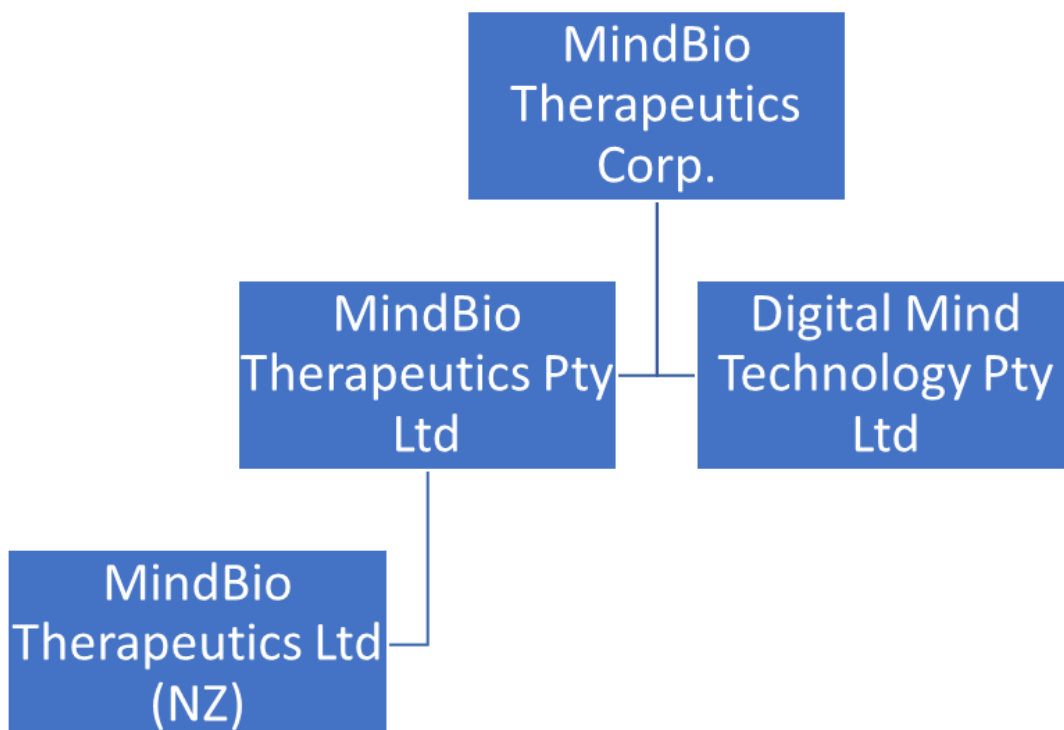 MindBio
Therapeutics
Corp.
MindBio
Therapeutics Pty
Ltd
Digital Mind
Technology Pty
Ltd
MindBio
Therapeutics Ltd
(NZ)